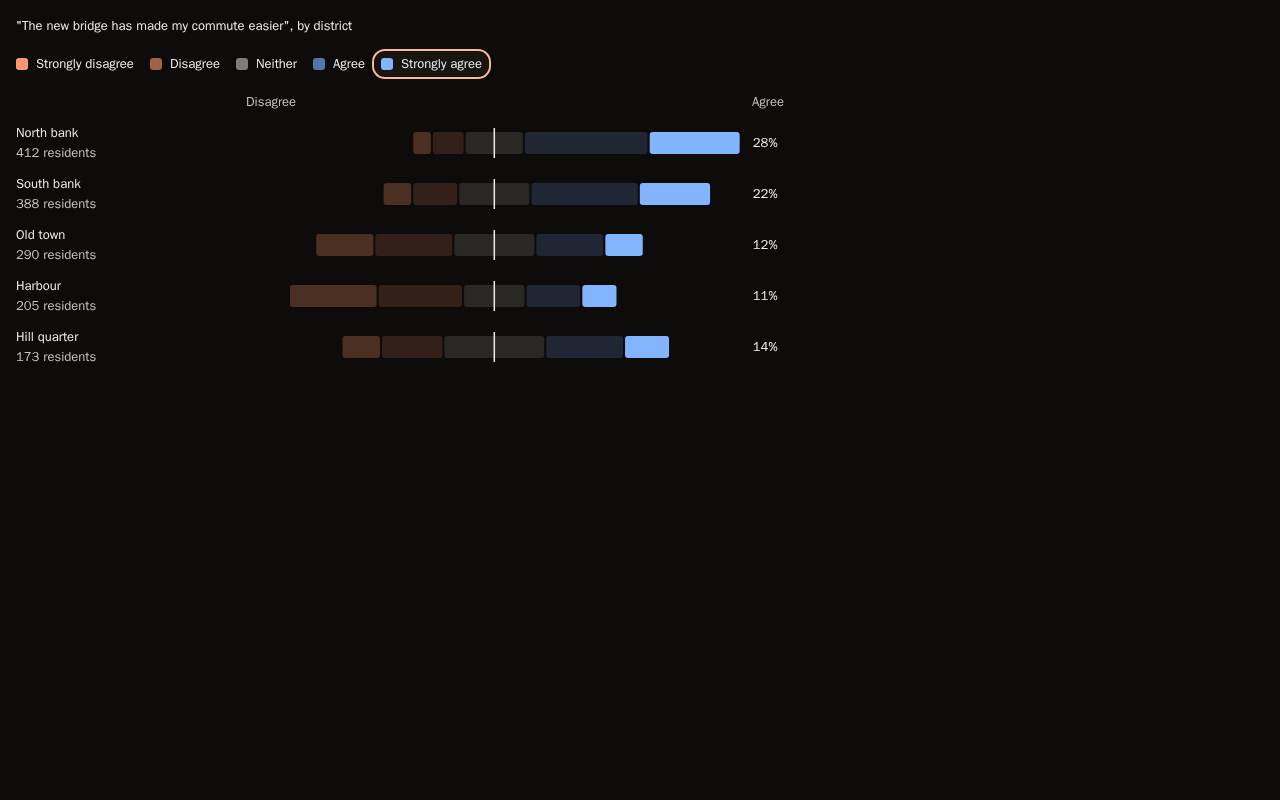 "The new bridge has made my commute easier", by district
Strongly disagree Disagree Neither Agree Strongly agree
Disagree Agree
North bank
412 residents
28%
South bank
388 residents
22%
Old town
290 residents
12%
Harbour
205 residents
11%
Hill quarter
173 residents
14%